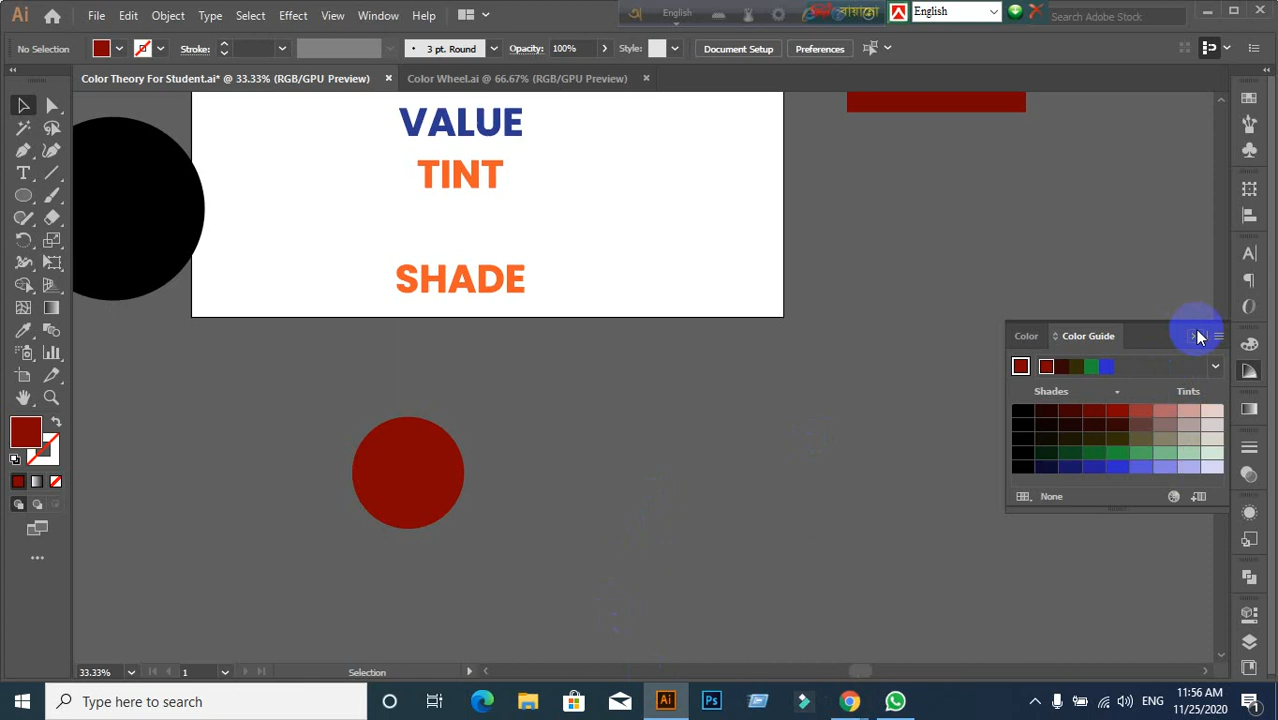 Ai File Edit Object Type Select Effect View Window Help English বায়ান্নো English Search Adobe Stock
No Selection Stroke: 3 pt. Round Opacity: 100% Style: Document Setup Preferences
Color Theory For Student.ai* @ 33.33% (RGB/GPU Preview) × Color Wheel.ai @ 66.67% (RGB/GPU Preview) ×
VALUE
TINT
SHADE
Color Color Guide
Shades Tints
None
33.33% 1 Selection
Type here to search Ai Ps ENG 11:56 AM
11/25/2020